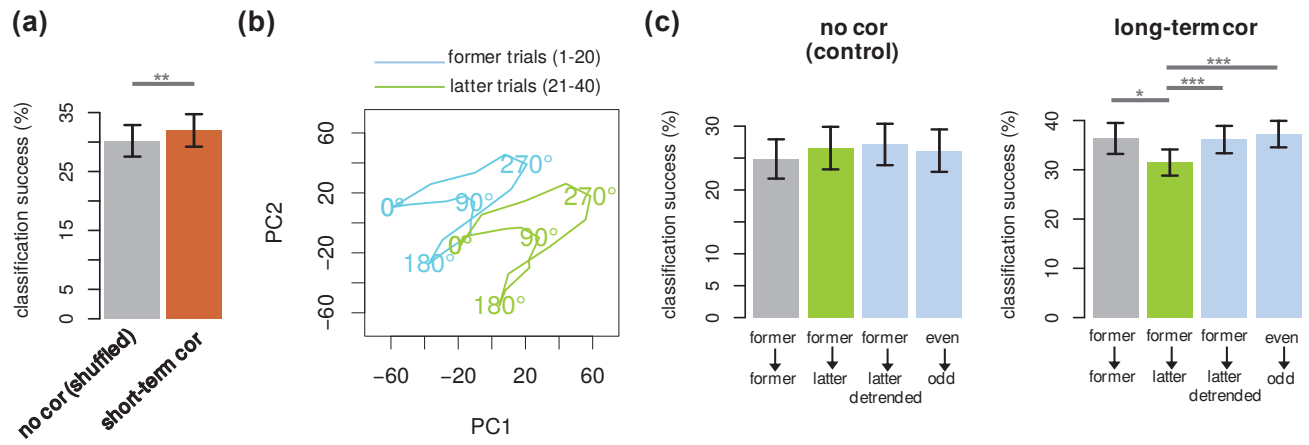 (a)
**
classification success (%)
35
25
15
5
0
no cor (shuffled)
short-term cor
(b)
former trials (1-20)
latter trials (21-40)
PC2
60
20
−20
−60
270°
0°
90°
180°
270°
0°
90°
180°
−60
−20
20
60
PC1
(c)
no cor
(control)
classification success (%)
30
20
10
5
0
former
former
former
latter
former
latter
detrended
even
odd
long-term cor
***
***
*
classification success (%)
40
30
20
10
0
former
former
former
latter
former
latter
detrended
even
odd